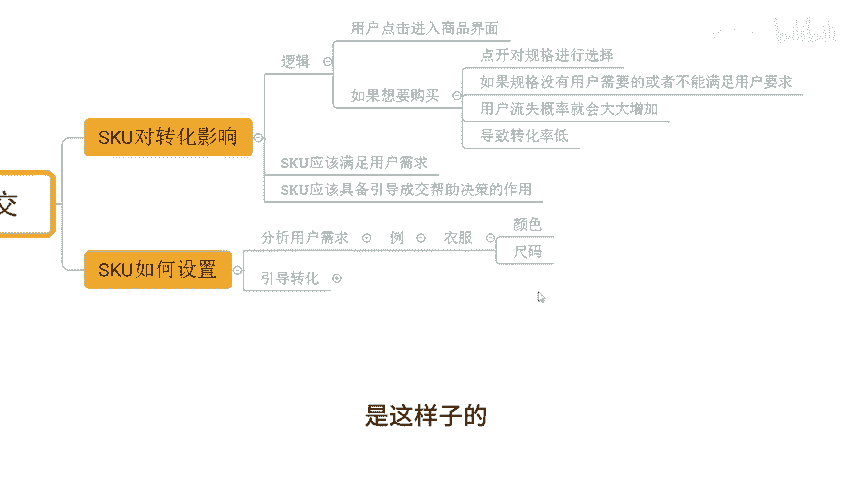 用户点击进入商品界面
逻辑
点开对规格进行选择
如果规格没有用户需要的或者不能满足用户要求
如果想要购买
用户流失概率就会大大增加
SKU对转化影响
导致转化率低
SKU应该满足用户需求
SKU应该具备引导成交帮助决策的作用
交
颜色
分析用户需求 例 衣服
尺码
SKU如何设置
引导转化
是这样子的